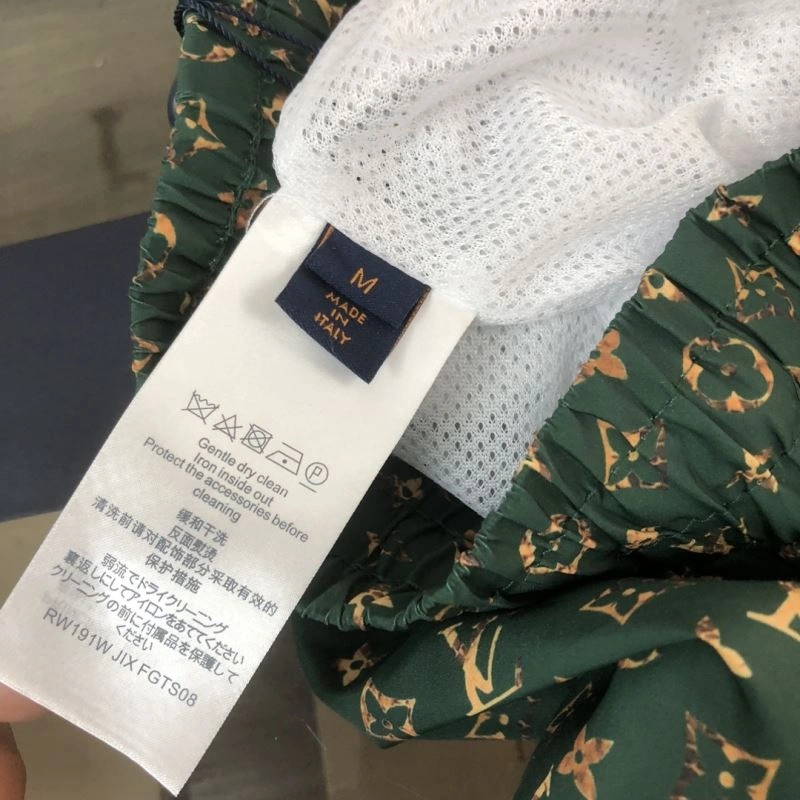 M
MADE
IN
ITALY
P
Gentle dry clean
Iron inside out
Protect the accessories before
cleaning
缓和干洗
反面熨烫
清洗前请对配饰部分采取有效的
保护措施
弱流でドライクリーニング
裏返しにしてアイロンをあててください
クリーニングの前に付属品を保護して
ください
RW191W JIX FGTS08